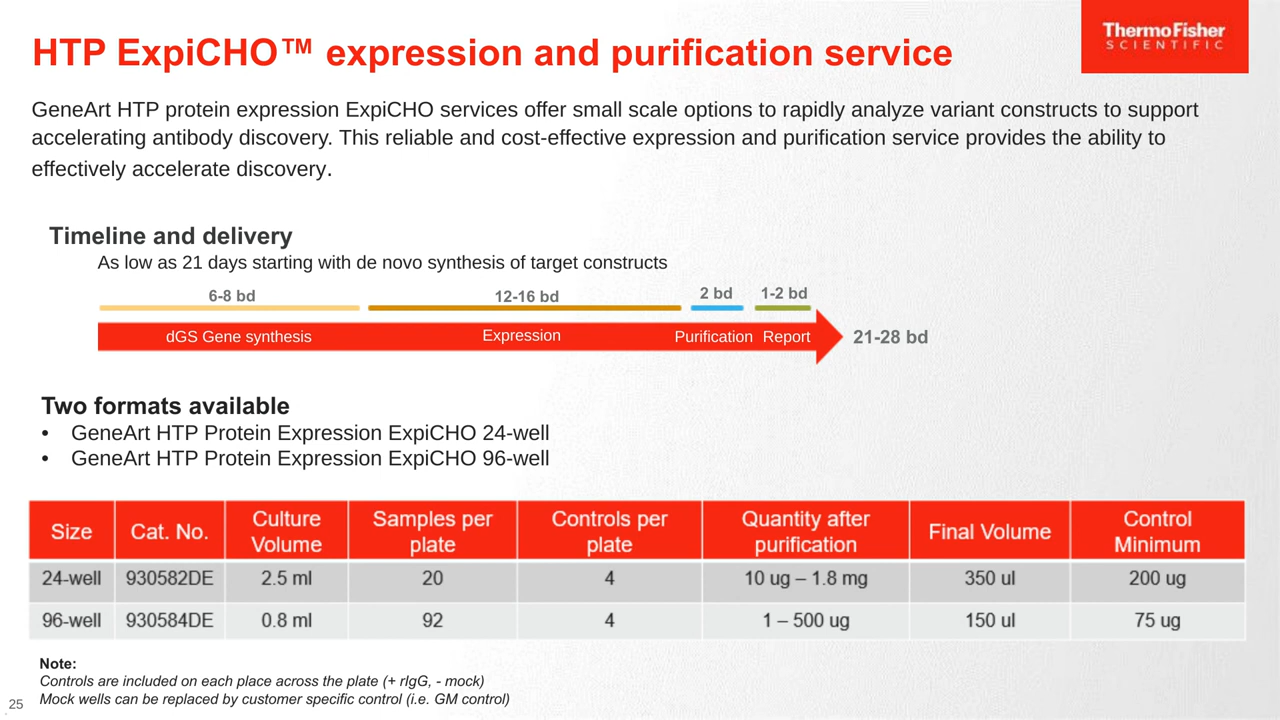 HTP ExpiCHO™ expression and purification service
ThermoFisher
SCIENTIFIC
GeneArt HTP protein expression ExpiCHO services offer small scale options to rapidly analyze variant constructs to support
accelerating antibody discovery. This reliable and cost-effective expression and purification service provides the ability to
effectively accelerate discovery.
Timeline and delivery
As low as 21 days starting with de novo synthesis of target constructs
6-8 bd 12-16 bd 2 bd 1-2 bd
dGS Gene synthesis Expression Purification Report 21-28 bd
Two formats available
• GeneArt HTP Protein Expression ExpiCHO 24-well
• GeneArt HTP Protein Expression ExpiCHO 96-well
Size Cat. No. Culture Volume Samples per plate Controls per plate Quantity after purification Final Volume Control Minimum
24-well 930582DE 2.5 ml 20 4 10 ug – 1.8 mg 350 ul 200 ug
96-well 930584DE 0.8 ml 92 4 1 – 500 ug 150 ul 75 ug
Note:
Controls are included on each place across the plate (+ rIgG, - mock)
Mock wells can be replaced by customer specific control (i.e. GM control)
25